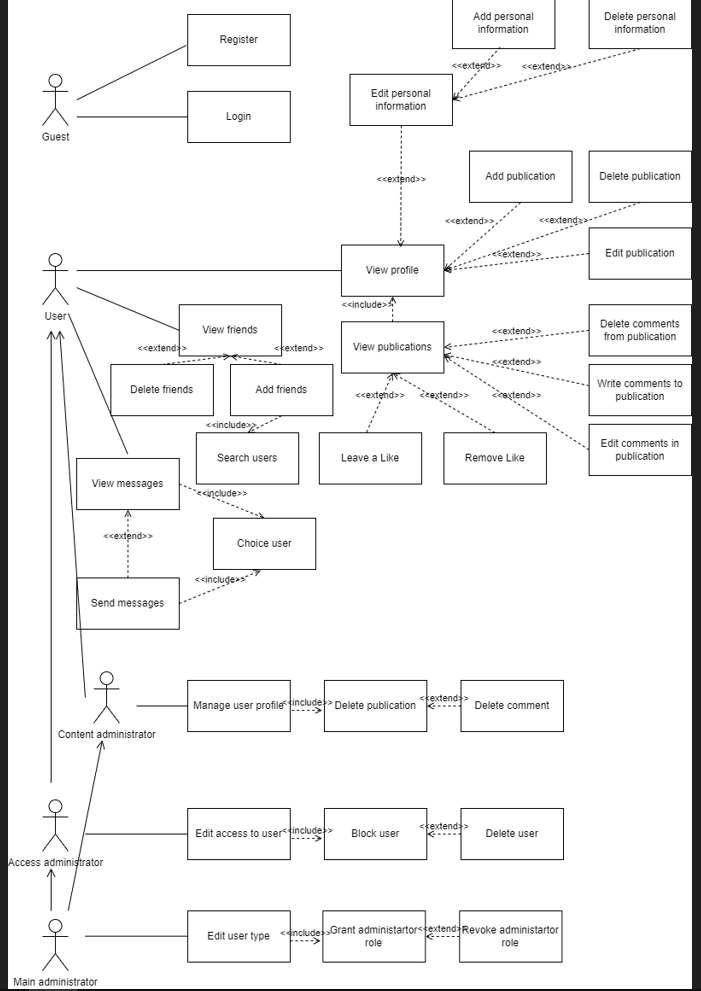 Add personal
information
Delete personal
information
Register
<<extend>>
<<extend>>
Edit personal
information
Login
Guest
<<extend>>
Add publication
Delete publication
<<extend>>
<<extend>>
Edit publication
<<extend>>
View profile
User
<<include>>
View friends
Delete comments
from publication
<<extend>>
View publications
<<extend>>
<<extend>>
<<extend>>
Write comments to
publication
Delete friends
Add friends
<<extend>>
<<extend>>
<<extend>>
<<include>>
Edit comments in
publication
Search users
Leave a Like
Remove Like
View messages
<<include>>
<<extend>>
Choice user
<<include>>
Send messages
Content administrator
Manage user profile
<<include>>
Delete publication
<<extend>>
Delete comment
Access administrator
Edit access to user
<<include>>
Block user
<<extend>>
Delete user
Main administrator
Edit user type
<<include>>
Grant administartor
role
<<extend>>
Revoke administartor
role